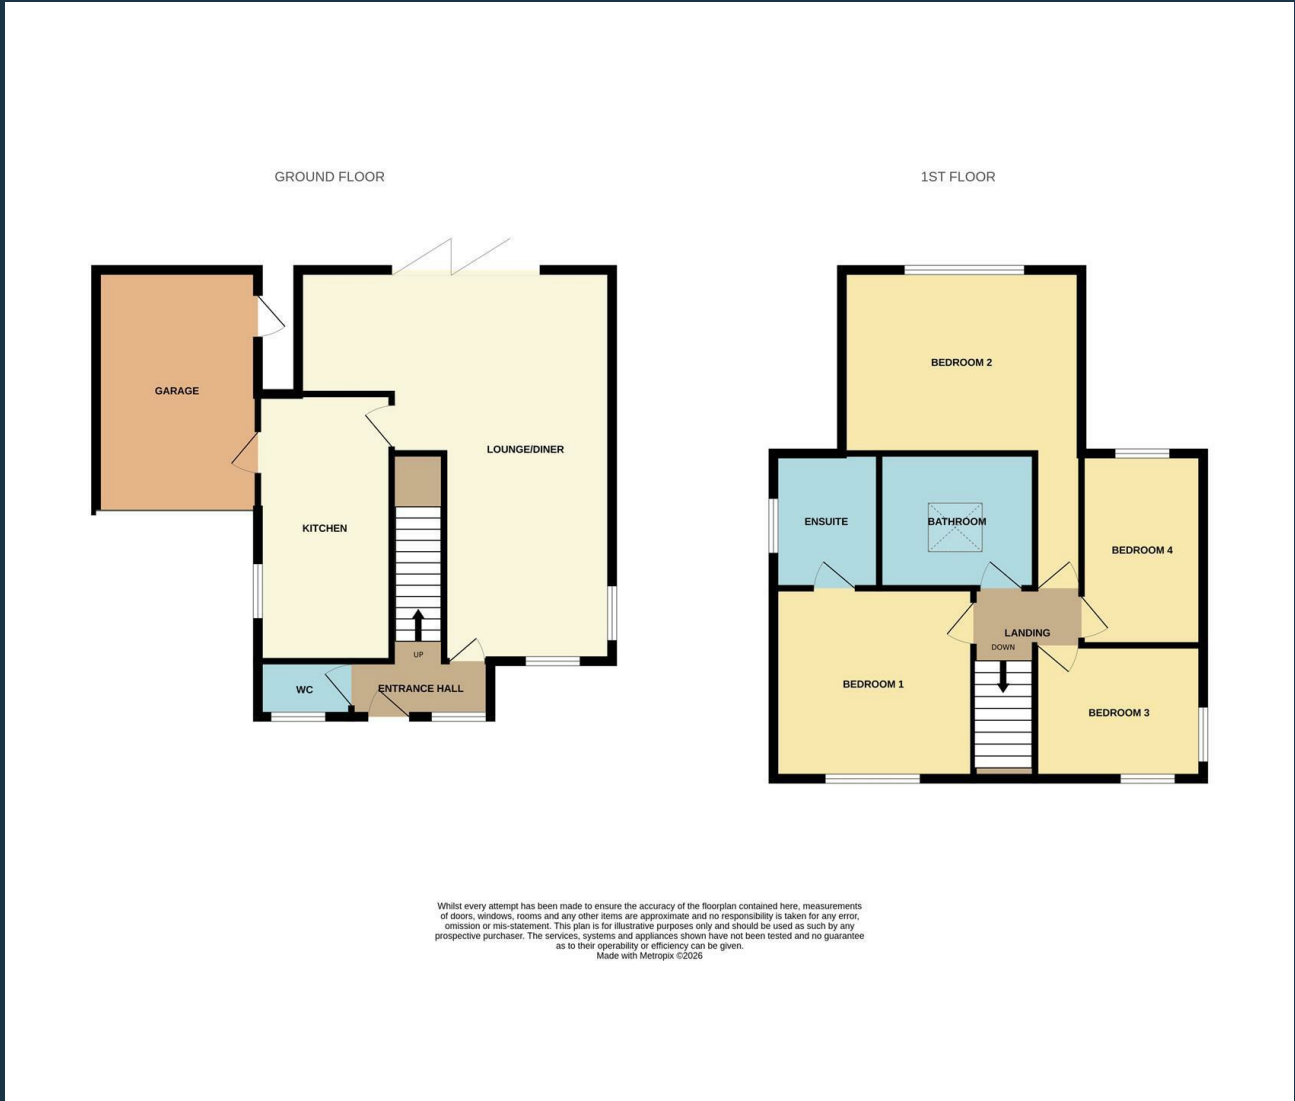 GROUND FLOOR
1ST FLOOR
GARAGE
LOUNGE/DINER
KITCHEN
UP
WC
ENTRANCE HALL
BEDROOM 2
ENSUITE
BATHROOM
BEDROOM 4
LANDING
DOWN
BEDROOM 1
BEDROOM 3
Whilst every attempt has been made to ensure the accuracy of the floorplan contained here, measurements
of doors, windows, rooms and any other items are approximate and no responsibility is taken for any error,
omission or mis-statement. This plan is for illustrative purposes only and should be used as such by any
prospective purchaser. The services, systems and appliances shown have not been tested and no guarantee
as to their operability or efficiency can be given.
Made with Metropix ©2026